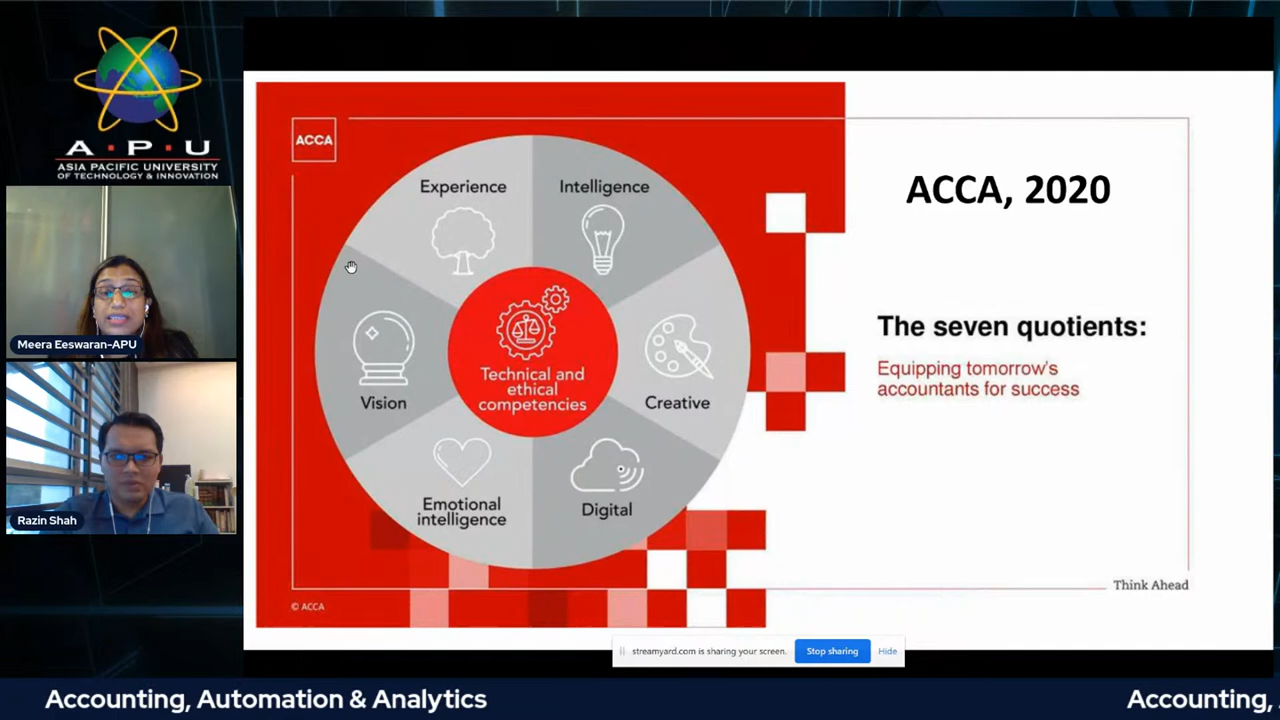 A·P·U
ASIA PACIFIC UNIVERSITY
OF TECHNOLOGY & INNOVATION
Meera Eeswaran-APU
Razin Shah
ACCA
Experience
Intelligence
Vision
Technical and
ethical
competencies
Creative
Emotional
intelligence
Digital
ACCA, 2020
The seven quotients:
Equipping tomorrow's
accountants for success
Think Ahead
© ACCA
streamyard.com is sharing your screen.
Stop sharing
Hide
Accounting, Automation & Analytics
Accounting,